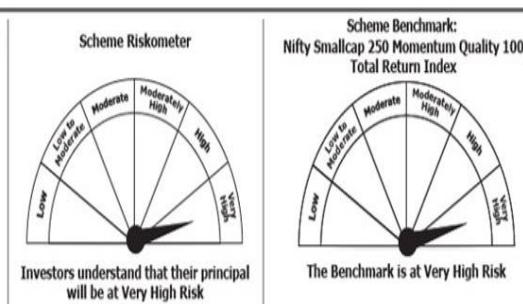 Scheme Riskometer
Low
Low to
Moderate
Moderate
Moderately
High
High
Very
High
Investors understand that their principal
will be at Very High Risk
Scheme Benchmark:
Nifty Smallcap 250 Momentum Quality 100
Total Return Index
Low
Low to
Moderate
Moderate
Moderately
High
High
Very
High
The Benchmark is at Very High Risk